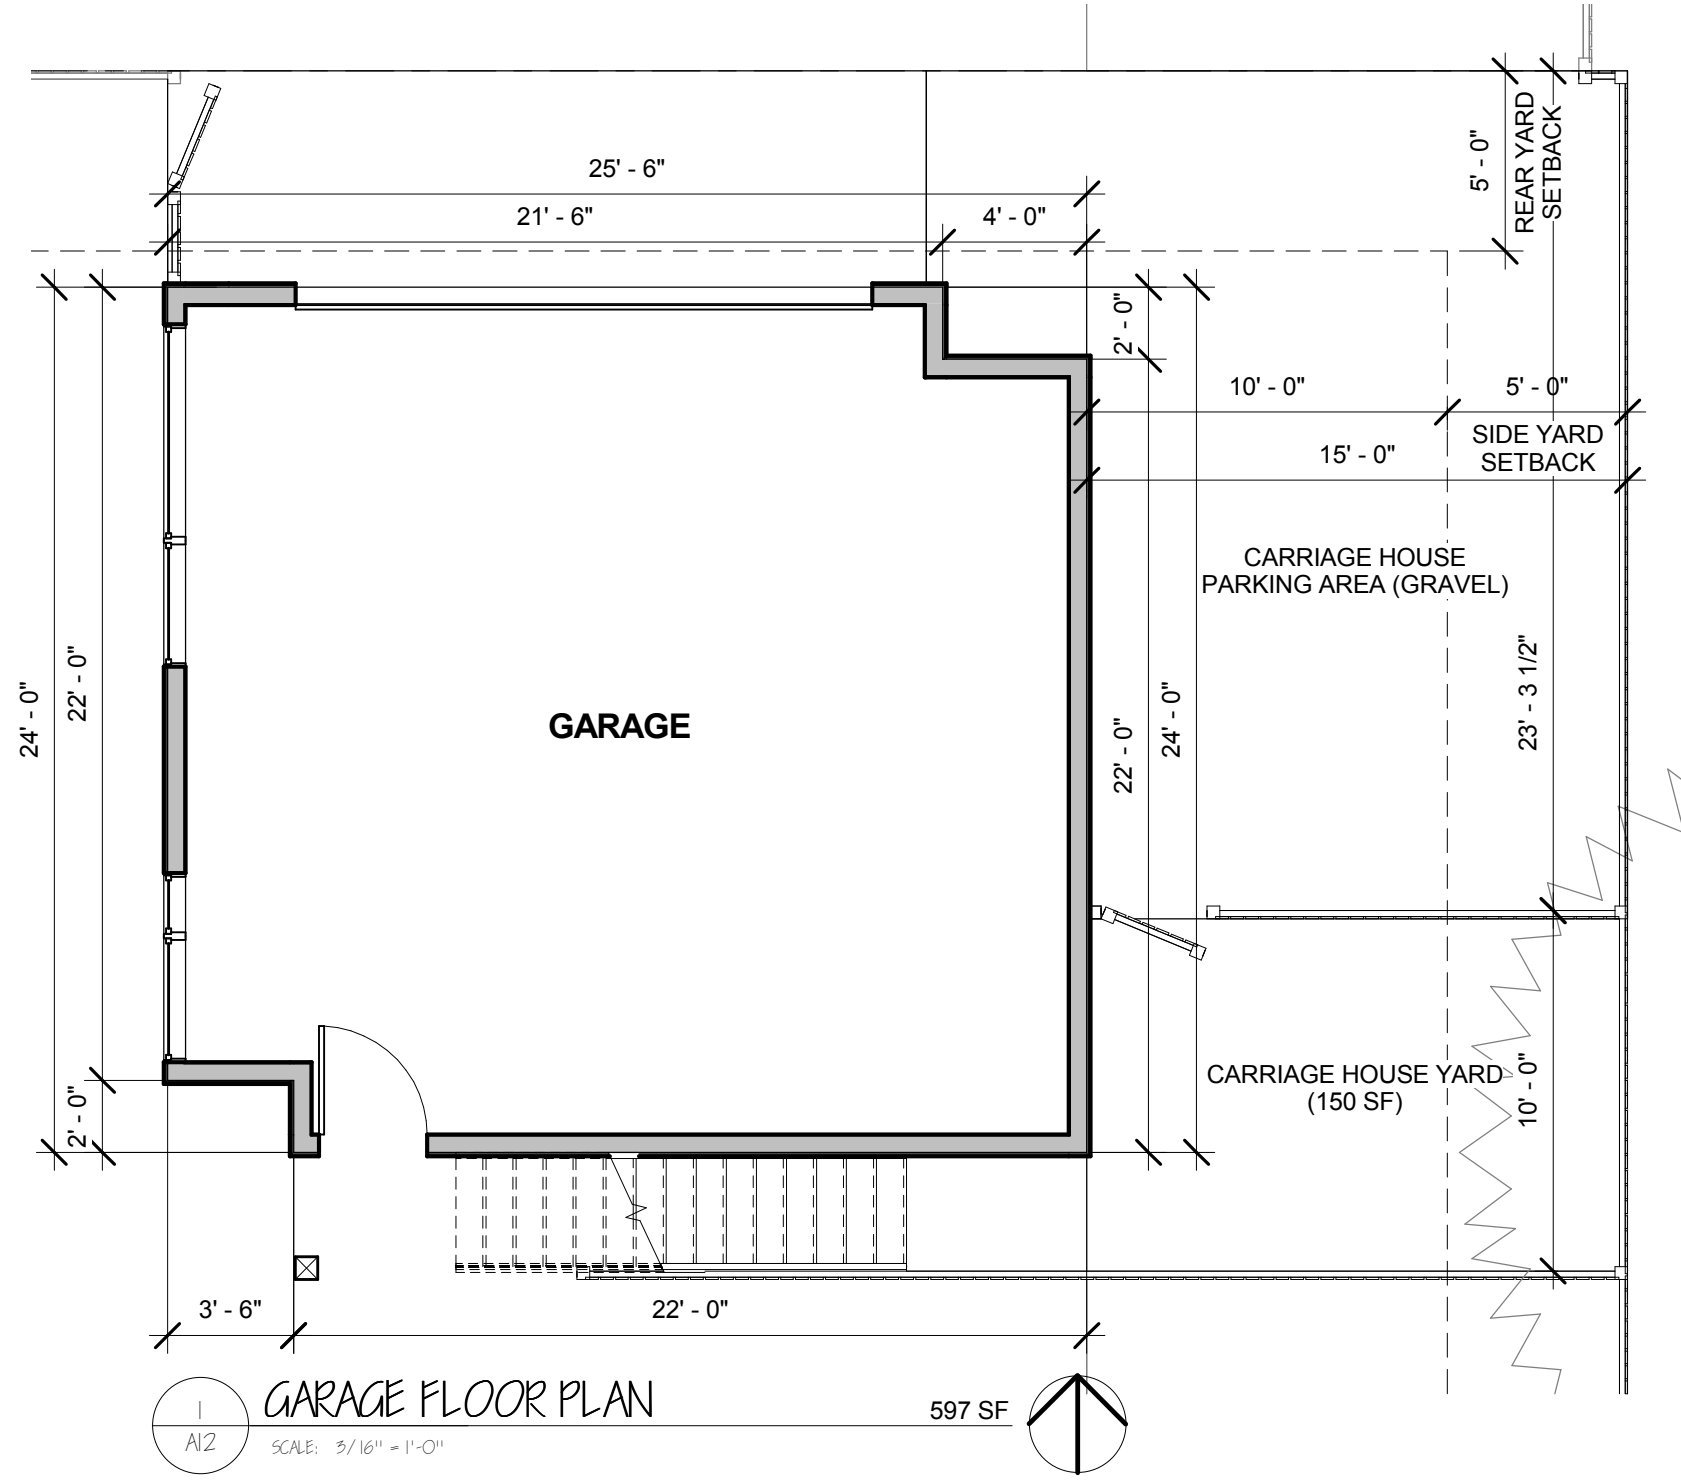 25' - 6"
21' - 6"
4' - 0"
5' - 0"
REAR YARD
SETBACK
2' - 0"
10' - 0"
5' - 0"
SIDE YARD
SETBACK
15' - 0"
CARRIAGE HOUSE
PARKING AREA (GRAVEL)
24' - 0"
22' - 0"
GARAGE
22' - 0"
24' - 0"
23' - 3 1/2"
CARRIAGE HOUSE YARD
(150 SF)
10' - 0"
2' - 0"
3' - 6"
22' - 0"
1
A12
GARAGE FLOOR PLAN
597 SF
SCALE: 3/16" = 1'-0"